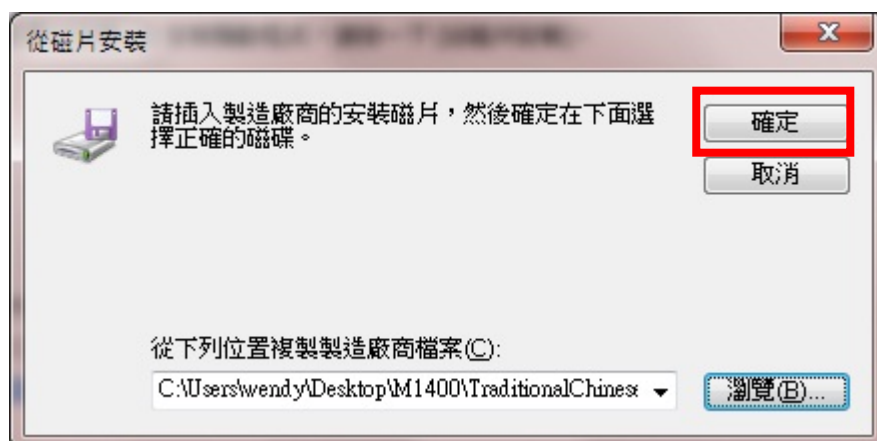 從磁片安裝
請插入製造廠商的安裝磁片，然後確定在下面選
擇正確的磁碟。
確定
取消
從下列位置複製製造廠商檔案(C):
C:\Users\wendy\Desktop\M1400\TraditionalChinese
瀏覽(B)...